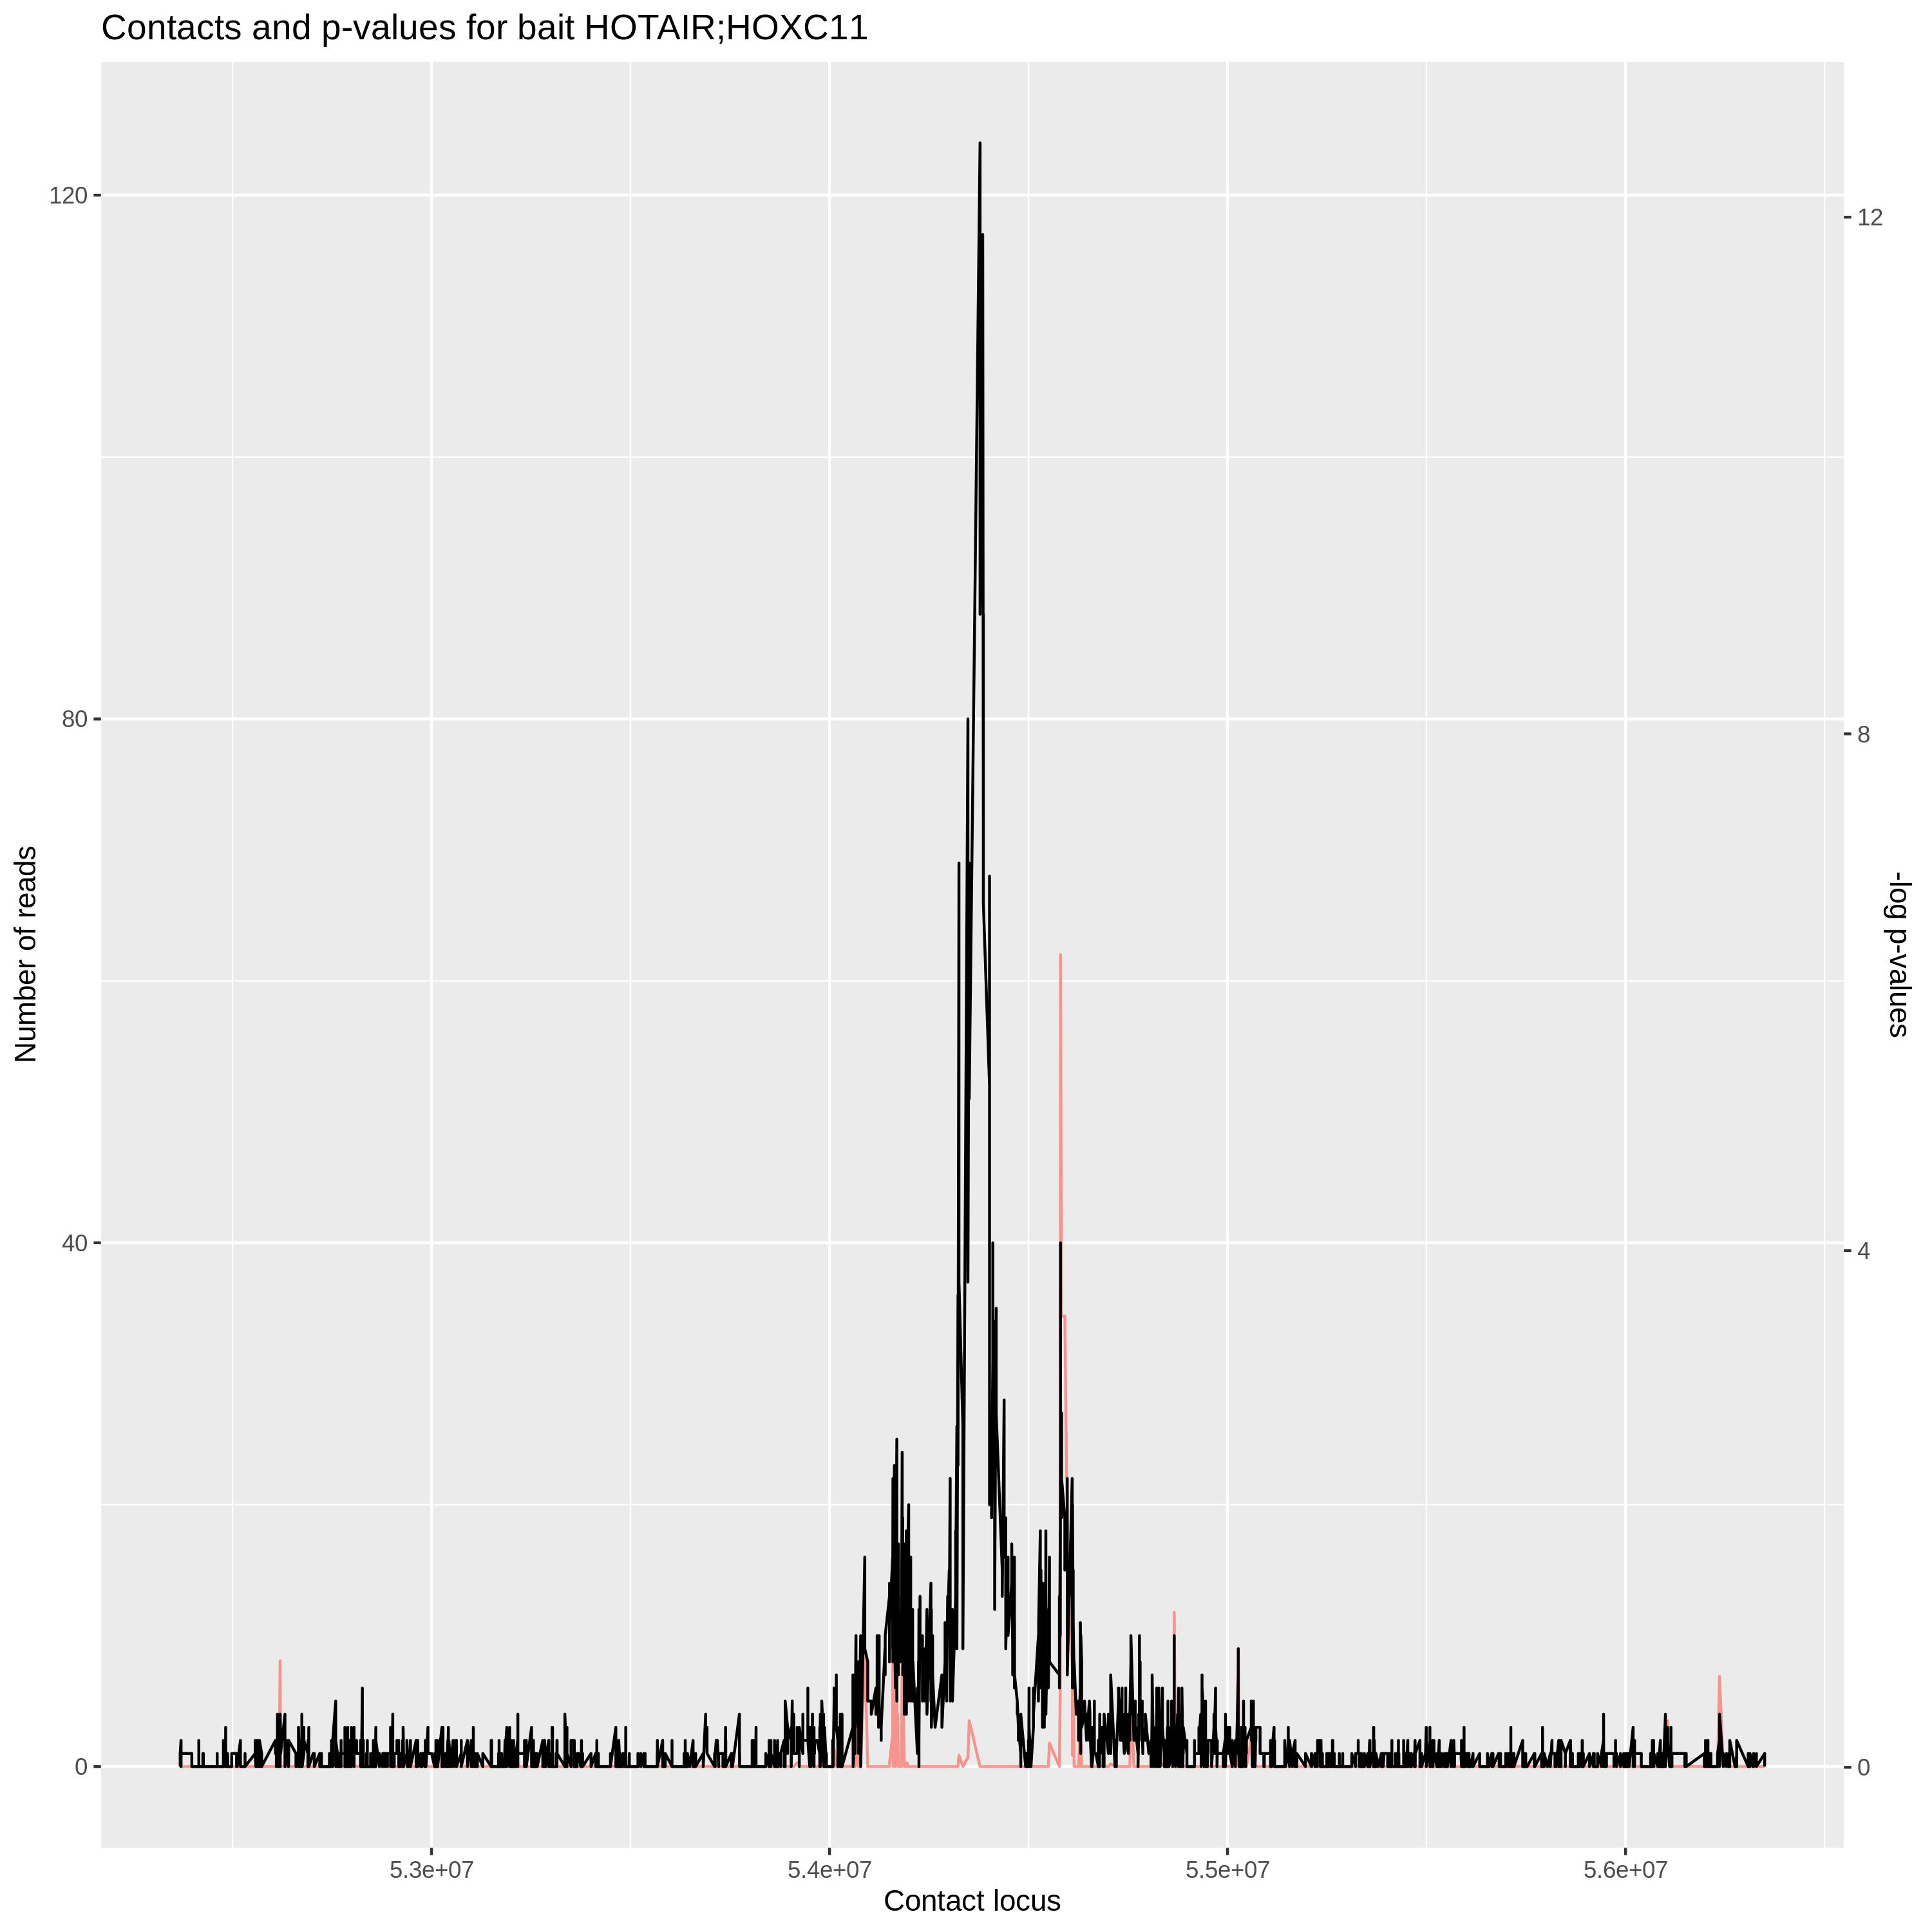 Contacts and p-values for bait HOTAIR;HOXC11
120
80
40
0
Number of reads
12
8
4
0
-log p-values
5.3e+07
5.4e+07
5.5e+07
5.6e+07
Contact locus